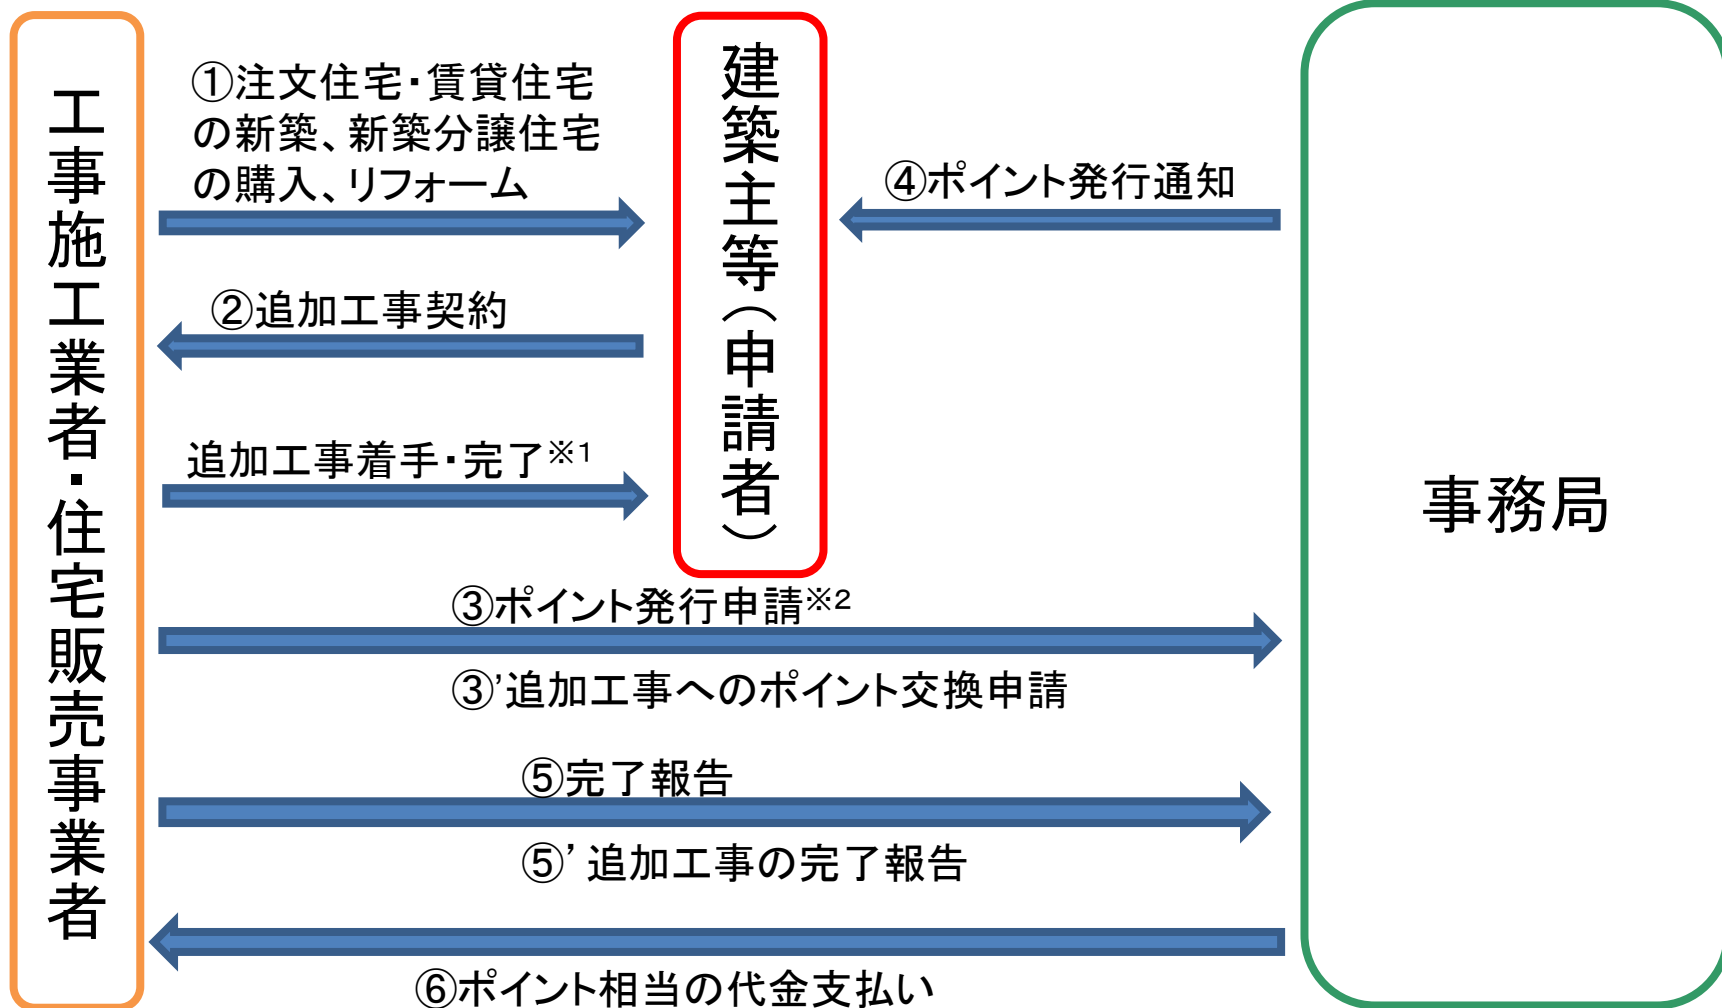 工事施工業者・住宅販売事業者
①注文住宅・賃貸住宅
の新築、新築分譲住宅
の購入、リフォーム
②追加工事契約
追加工事着手・完了※1
建築主等(申請者)
④ポイント発行通知
③ポイント発行申請※2
③'追加工事へのポイント交換申請
⑤完了報告
⑤’追加工事の完了報告
⑥ポイント相当の代金支払い
事務局